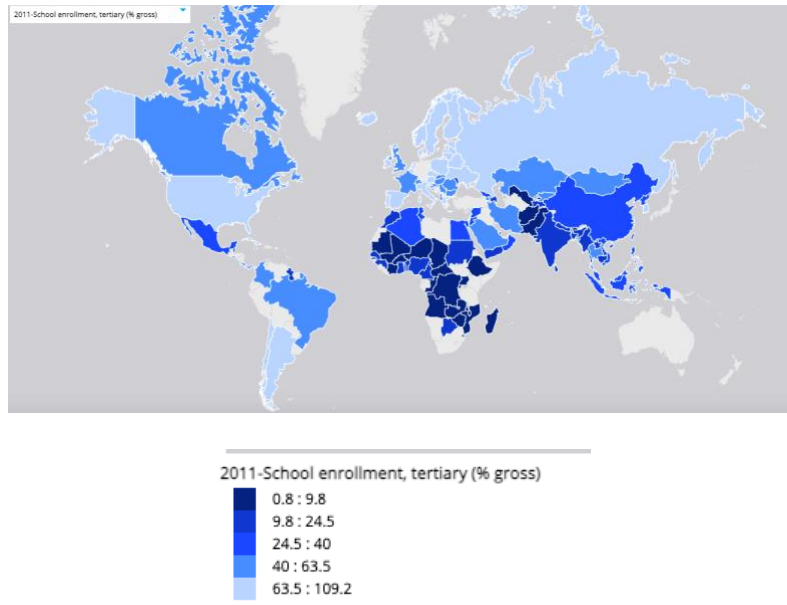 2011-School enrollment, tertiary (% gross)
2011-School enrollment, tertiary (% gross)
0.8 : 9.8
9.8 : 24.5
24.5 : 40
40 : 63.5
63.5 : 109.2